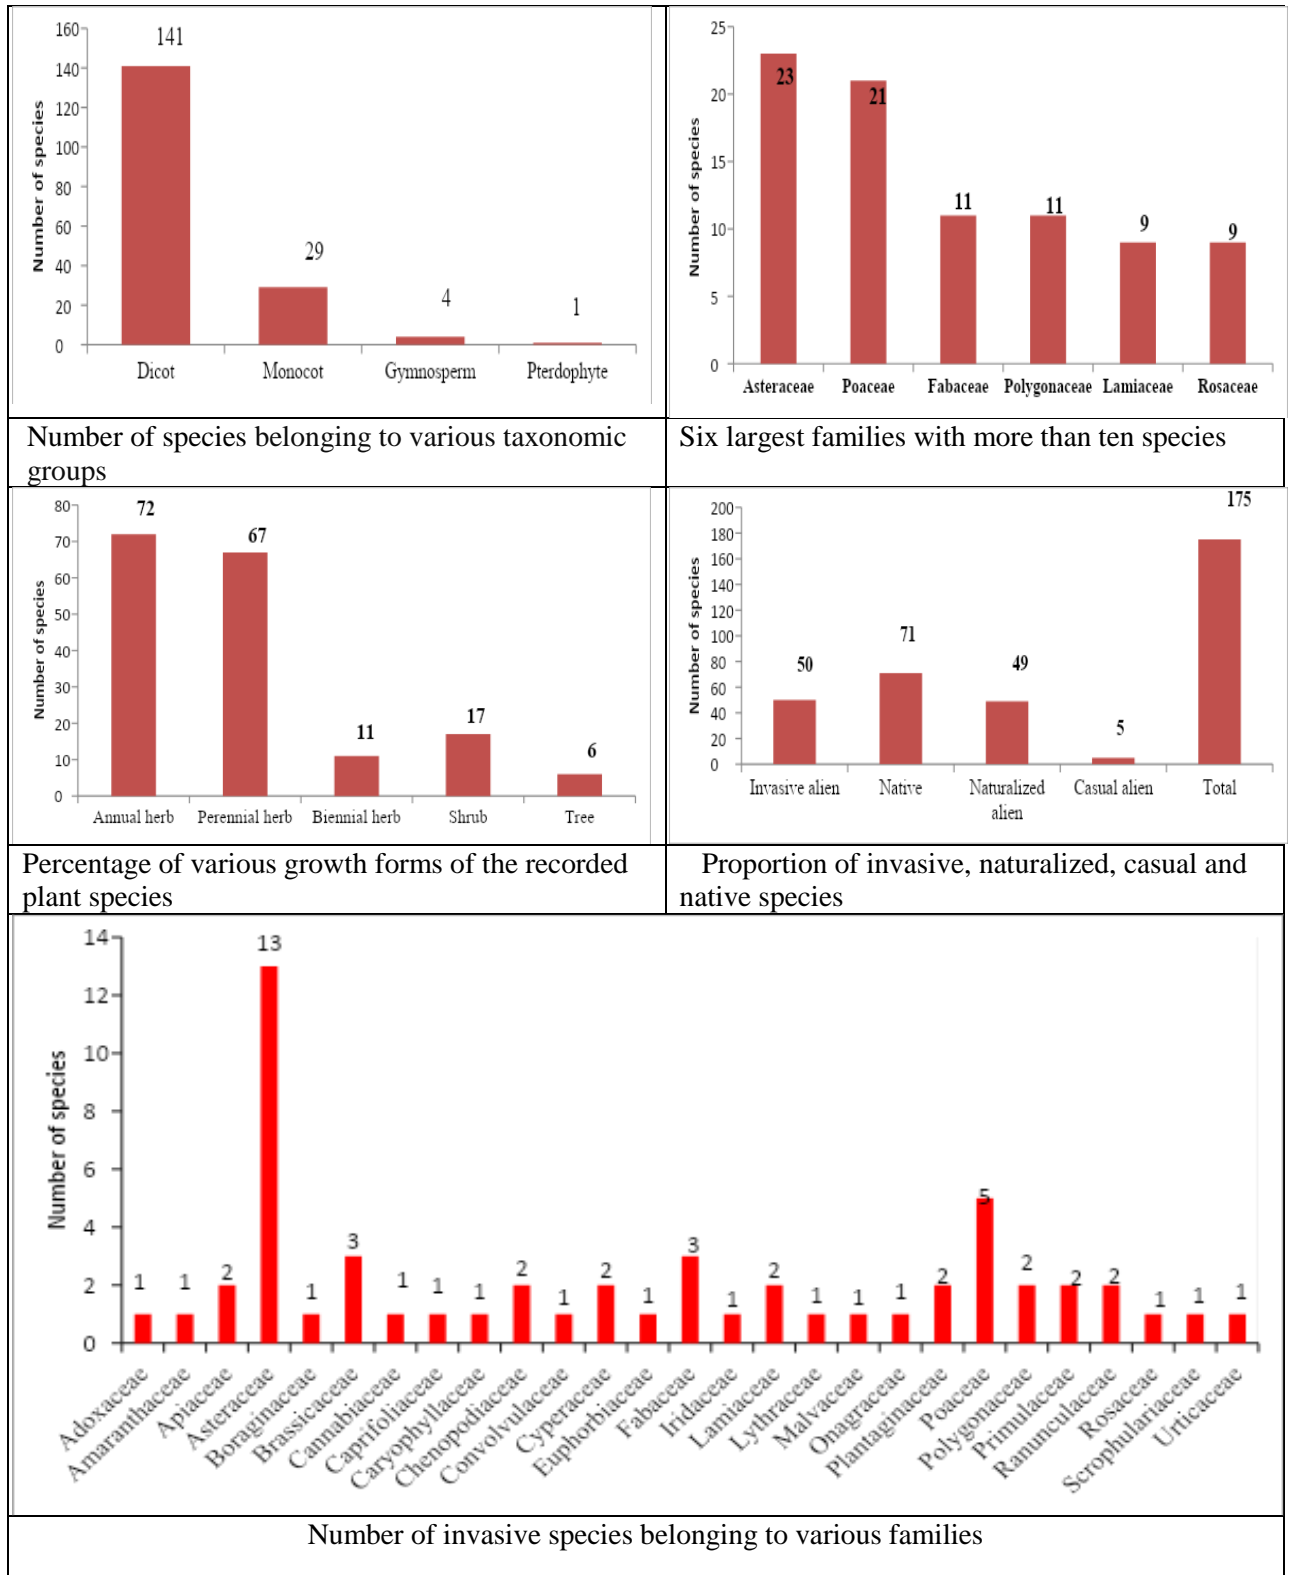 160
140
120
100
80
60
40
20
0
Number of species
141
29
4
1
Dicot Monocot Gymnosperm Pterdophyte
25
20
15
10
5
0
Number of species
23
21
11
11
9
9
Asteraceae Poaceae Fabaceae Polygonaceae Lamiaceae Rosaceae
Number of species belonging to various taxonomic
groups
Six largest families with more than ten species
80
70
60
50
40
30
20
10
0
Number of species
72
67
11
17
6
Annual herb Perennial herb Biennial herb Shrub Tree
200
180
160
140
120
100
80
60
40
20
0
Number of species
50
71
49
5
175
Invasive alien Native Naturalized Casual alien Total
alien
Percentage of various growth forms of the recorded
plant species
Proportion of invasive, naturalized, casual and
native species
14
12
10
8
6
4
2
0
Number of species
1 1 2 13 1 3 1 1 1 2 1 2 1 3 1 2 1 1 1 2 5 2 2 2 1 1 1
Adoxaceae
Amaranthaceae
Apiaceae
Asteraceae
Boraginaceae
Brassicaceae
Cannabiaceae
Caprifoliaceae
Caryophyllaceae
Chenopodiaceae
Convolvulaceae
Cyperaceae
Euphorbiaceae
Fabaceae
Iridaceae
Lamiaceae
Lythraceae
Malvaceae
Onagraceae
Plantaginaceae
Poaceae
Polygonaceae
Primulaceae
Ranunculaceae
Rosaceae
Scrophulariaceae
Urticaceae
Number of invasive species belonging to various families